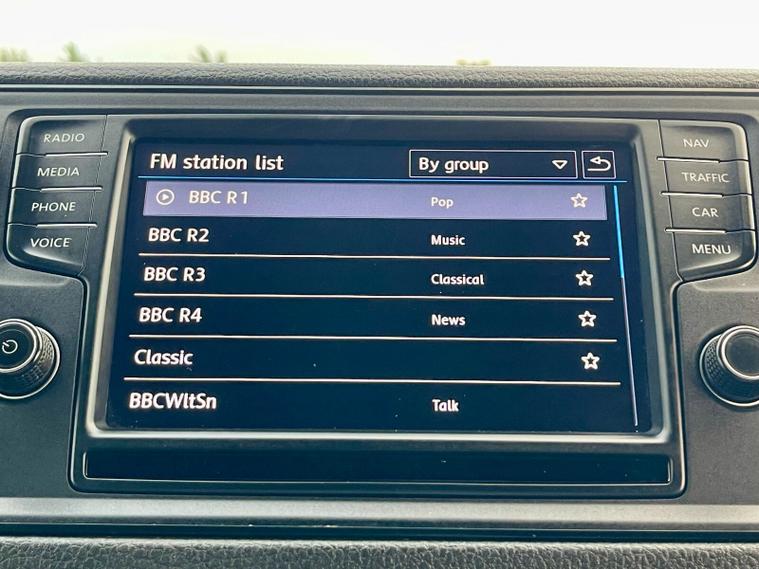 RADIO
MEDIA
PHONE
VOICE
FM station list By group
BBC R1 Pop
BBC R2 Music
BBC R3 Classical
BBC R4 News
Classic
BBCWltSn Talk
NAV
TRAFFIC
CAR
MENU